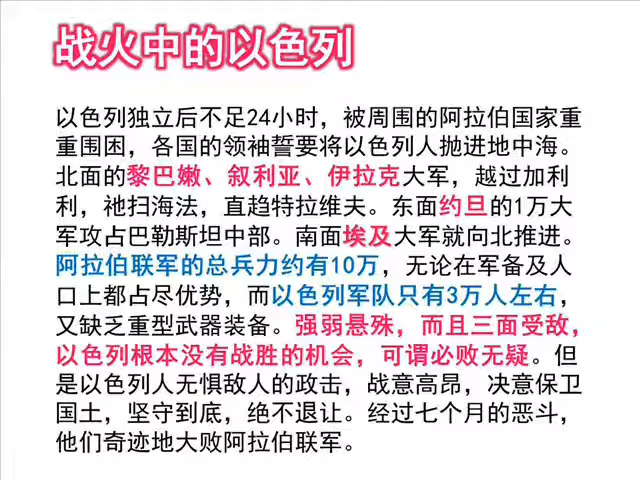 战火中的以色列
以色列独立后不足24小时，被周围的阿拉伯国家重
重围困，各国的领袖誓要将以色列人抛进地中海。
北面的黎巴嫩、叙利亚、伊拉克大军，越过加利
利，祂扫海法，直趋特拉维夫。东面约旦的1万大
军攻占巴勒斯坦中部。南面埃及大军就向北推进。
阿拉伯联军的总兵力约有10万，无论在军备及人
口上都占尽优势，而以色列军队只有3万人左右，
又缺乏重型武器装备。强弱悬殊，而且三面受敌，
以色列根本没有战胜的机会，可谓必败无疑。但
是以色列人无惧敌人的政击，战意高昂，决意保卫
国土，坚守到底，绝不退让。经过七个月的恶斗，
他们奇迹地大败阿拉伯联军。